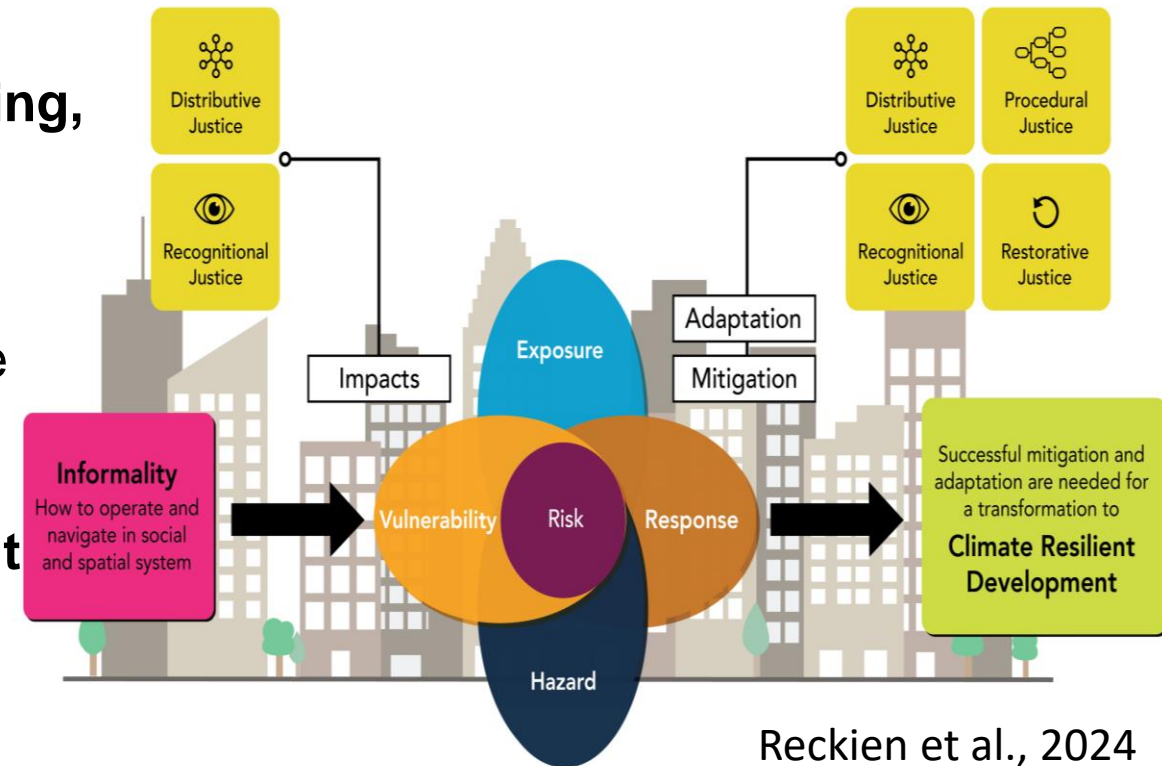 ing,
e
t
Distributive
Justice
Recognitional
Justice
Distributive
Justice
Procedural
Justice
Recognitional
Justice
Restorative
Justice
Impacts
Adaptation
Mitigation
Informality
How to operate and
navigate in social
and spatial system
Exposure
Vulnerability
Risk
Response
Hazard
Successful mitigation and
adaptation are needed for
a transformation to
Climate Resilient
Development
Reckien et al., 2024